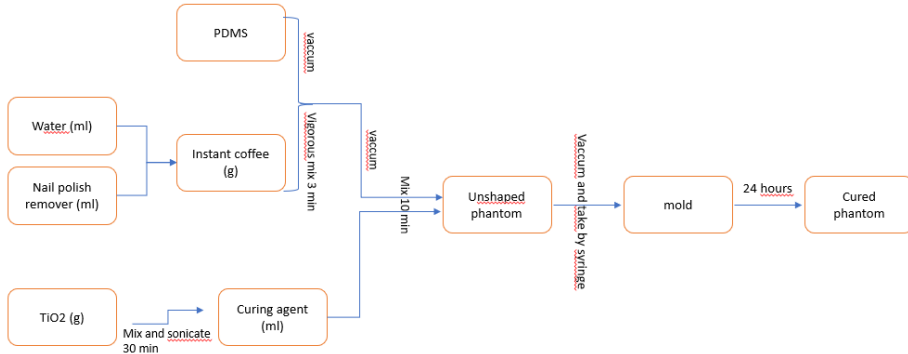 PDMS
vaccum
Water (ml)
Nail polish
remover (ml)
Instant coffee
(g)
Vigorous mix 3 min
vaccum
Mix 10 min
Unshaped
phantom
Vaccum and take by syringe
mold
24 hours
Cured
phantom
TiO2 (g)
Mix and sonicate
30 min
Curing agent
(ml)